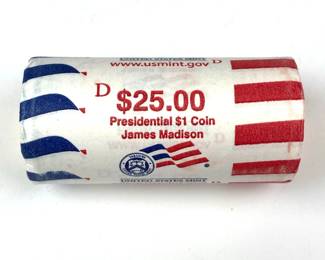 UNITED STATES MINT
www.usmint.gov D
D $25.00
Presidential $1 Coin
James Madison
UNITED STATES MINT